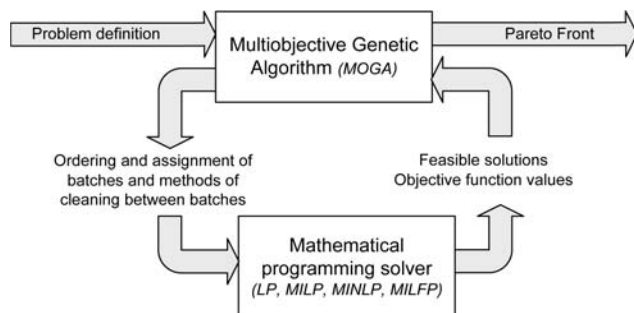 Problem definition
Multiobjective Genetic
Algorithm (MOGA)
Pareto Front
Ordering and assignment of
batches and methods of
cleaning between batches
Feasible solutions
Objective function values
Mathematical
programming solver
(LP, MILP, MINLP, MILFP)